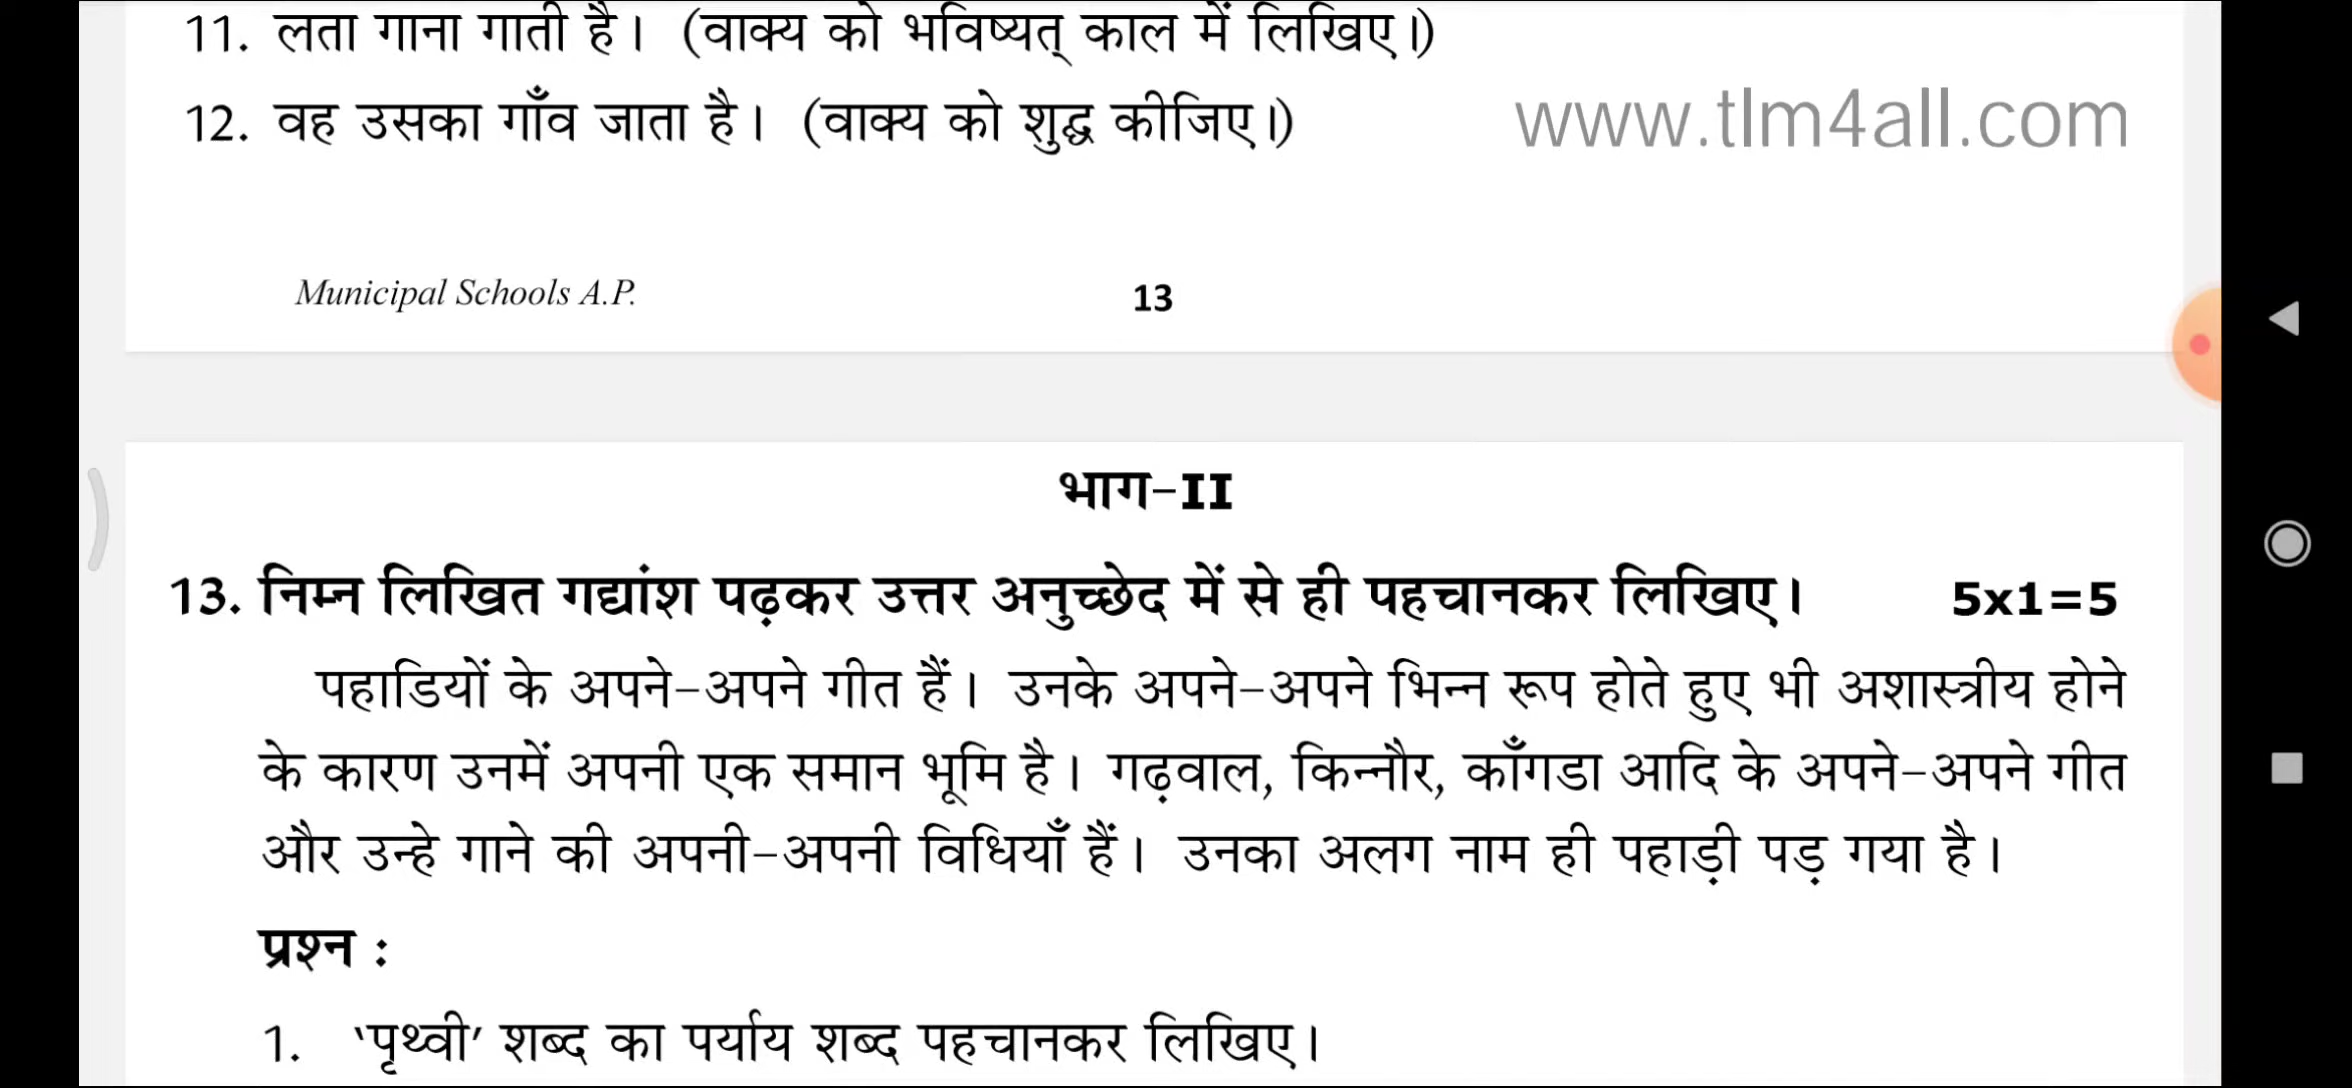 11. लता गाना गाती है। (वाक्य को भविष्यत् काल में लिखिए।)
12. वह उसका गाँव जाता है। (वाक्य को शुद्ध कीजिए।)
www.tlm4all.com
Municipal Schools A.P.
13
भाग-II
13. निम्न लिखित गद्यांश पढ़कर उत्तर अनुच्छेद में से ही पहचानकर लिखिए। 5x1=5
पहाडियों के अपने-अपने गीत हैं। उनके अपने-अपने भिन्न रूप होते हुए भी अशास्त्रीय होने
के कारण उनमें अपनी एक समान भूमि है। गढ़वाल, किन्नौर, काँगडा आदि के अपने-अपने गीत
और उन्हे गाने की अपनी-अपनी विधियाँ हैं। उनका अलग नाम ही पहाड़ी पड़ गया है।
प्रश्न :
1. 'पृथ्वी' शब्द का पर्याय शब्द पहचानकर लिखिए।